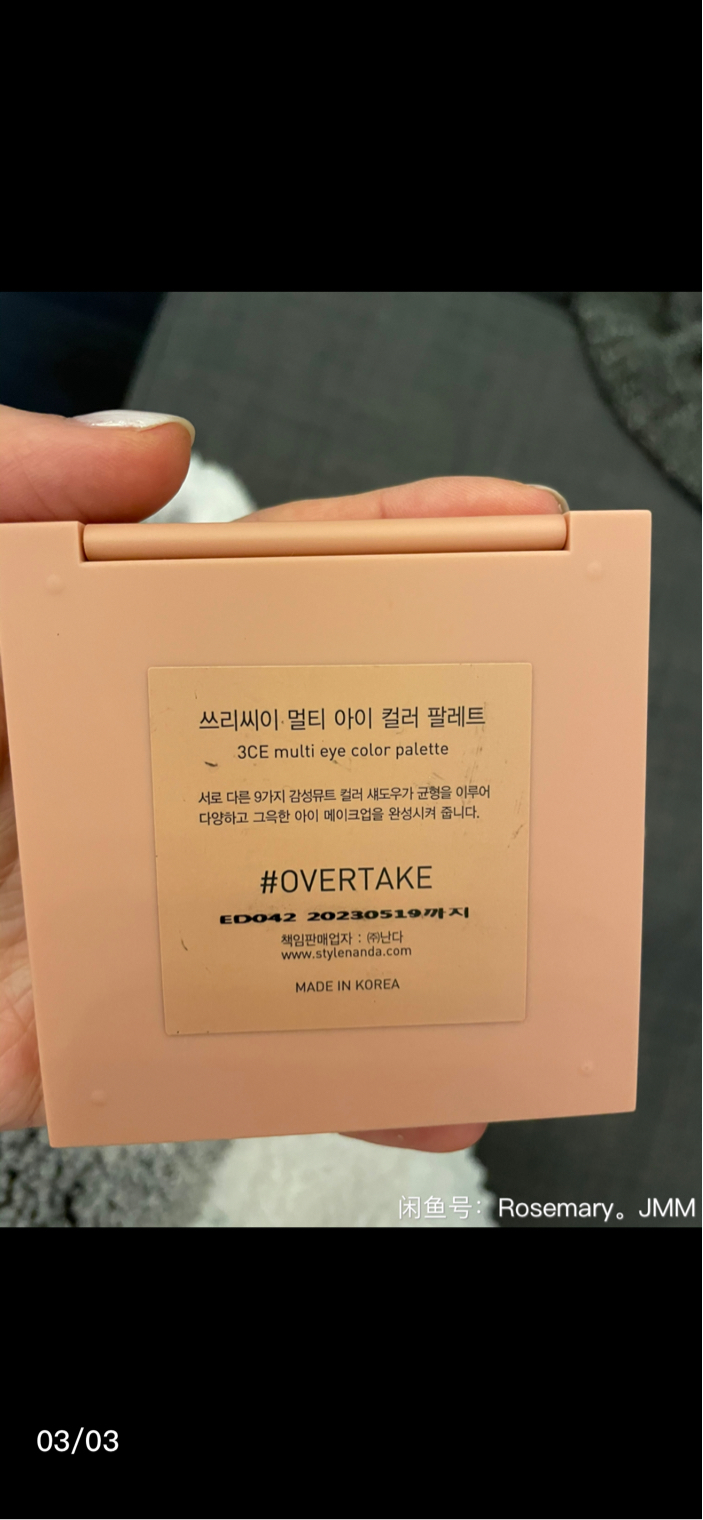 쓰리씨이 멀티 아이 컬러 팔레트
3CE multi eye color palette
서로 다른 9가지 감성뮤트 컬러 섀도우가 균형을 이루어
다양하고 그윽한 아이 메이크업을 완성시켜 줍니다.
#OVERTAKE
ED042 20230519까지
책임판매업자 : ㈜난다
www.stylenanda.com
MADE IN KOREA
闲鱼号：Rosemary。JMM
03/03